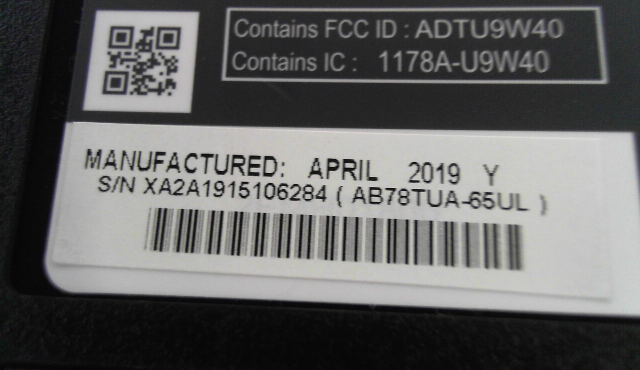 Contains FCC ID : ADTU9W40
Contains IC : 1178A-U9W40
MANUFACTURED: APRIL 2019 Y
S/N XA2A1915106284 ( AB78TUA-65UL )